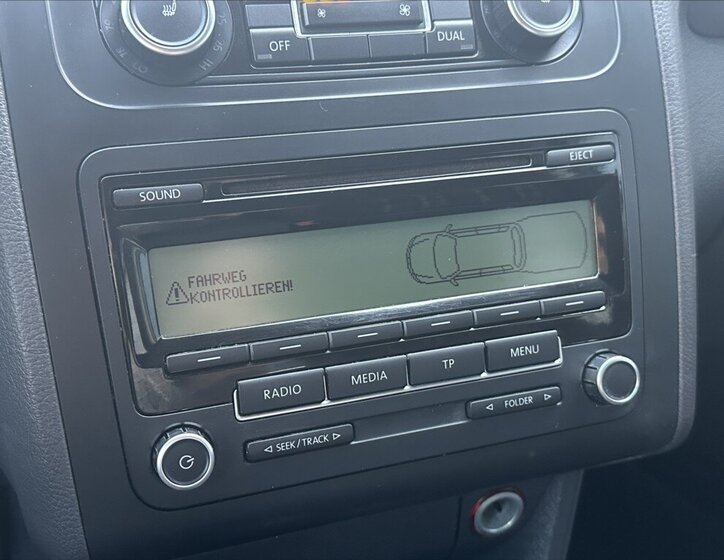 OFF
DUAL
SOUND
EJECT
FAHRWEG
KONTROLLIEREN!
RADIO
MEDIA
TP
MENU
SEEK/TRACK
FOLDER